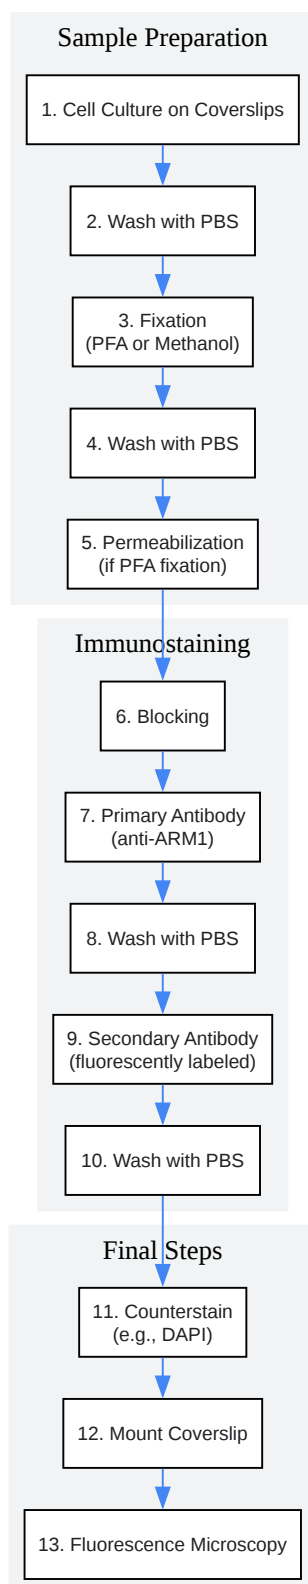 Sample Preparation
1. Cell Culture on Coverslips
2. Wash with PBS
3. Fixation
(PFA or Methanol)
4. Wash with PBS
5. Permeabilization
(if PFA fixation)
Immunostaining
6. Blocking
7. Primary Antibody
(anti-ARM1)
8. Wash with PBS
9. Secondary Antibody
(fluorescently labeled)
10. Wash with PBS
Final Steps
11. Counterstain
(e.g., DAPI)
12. Mount Coverslip
13. Fluorescence Microscopy